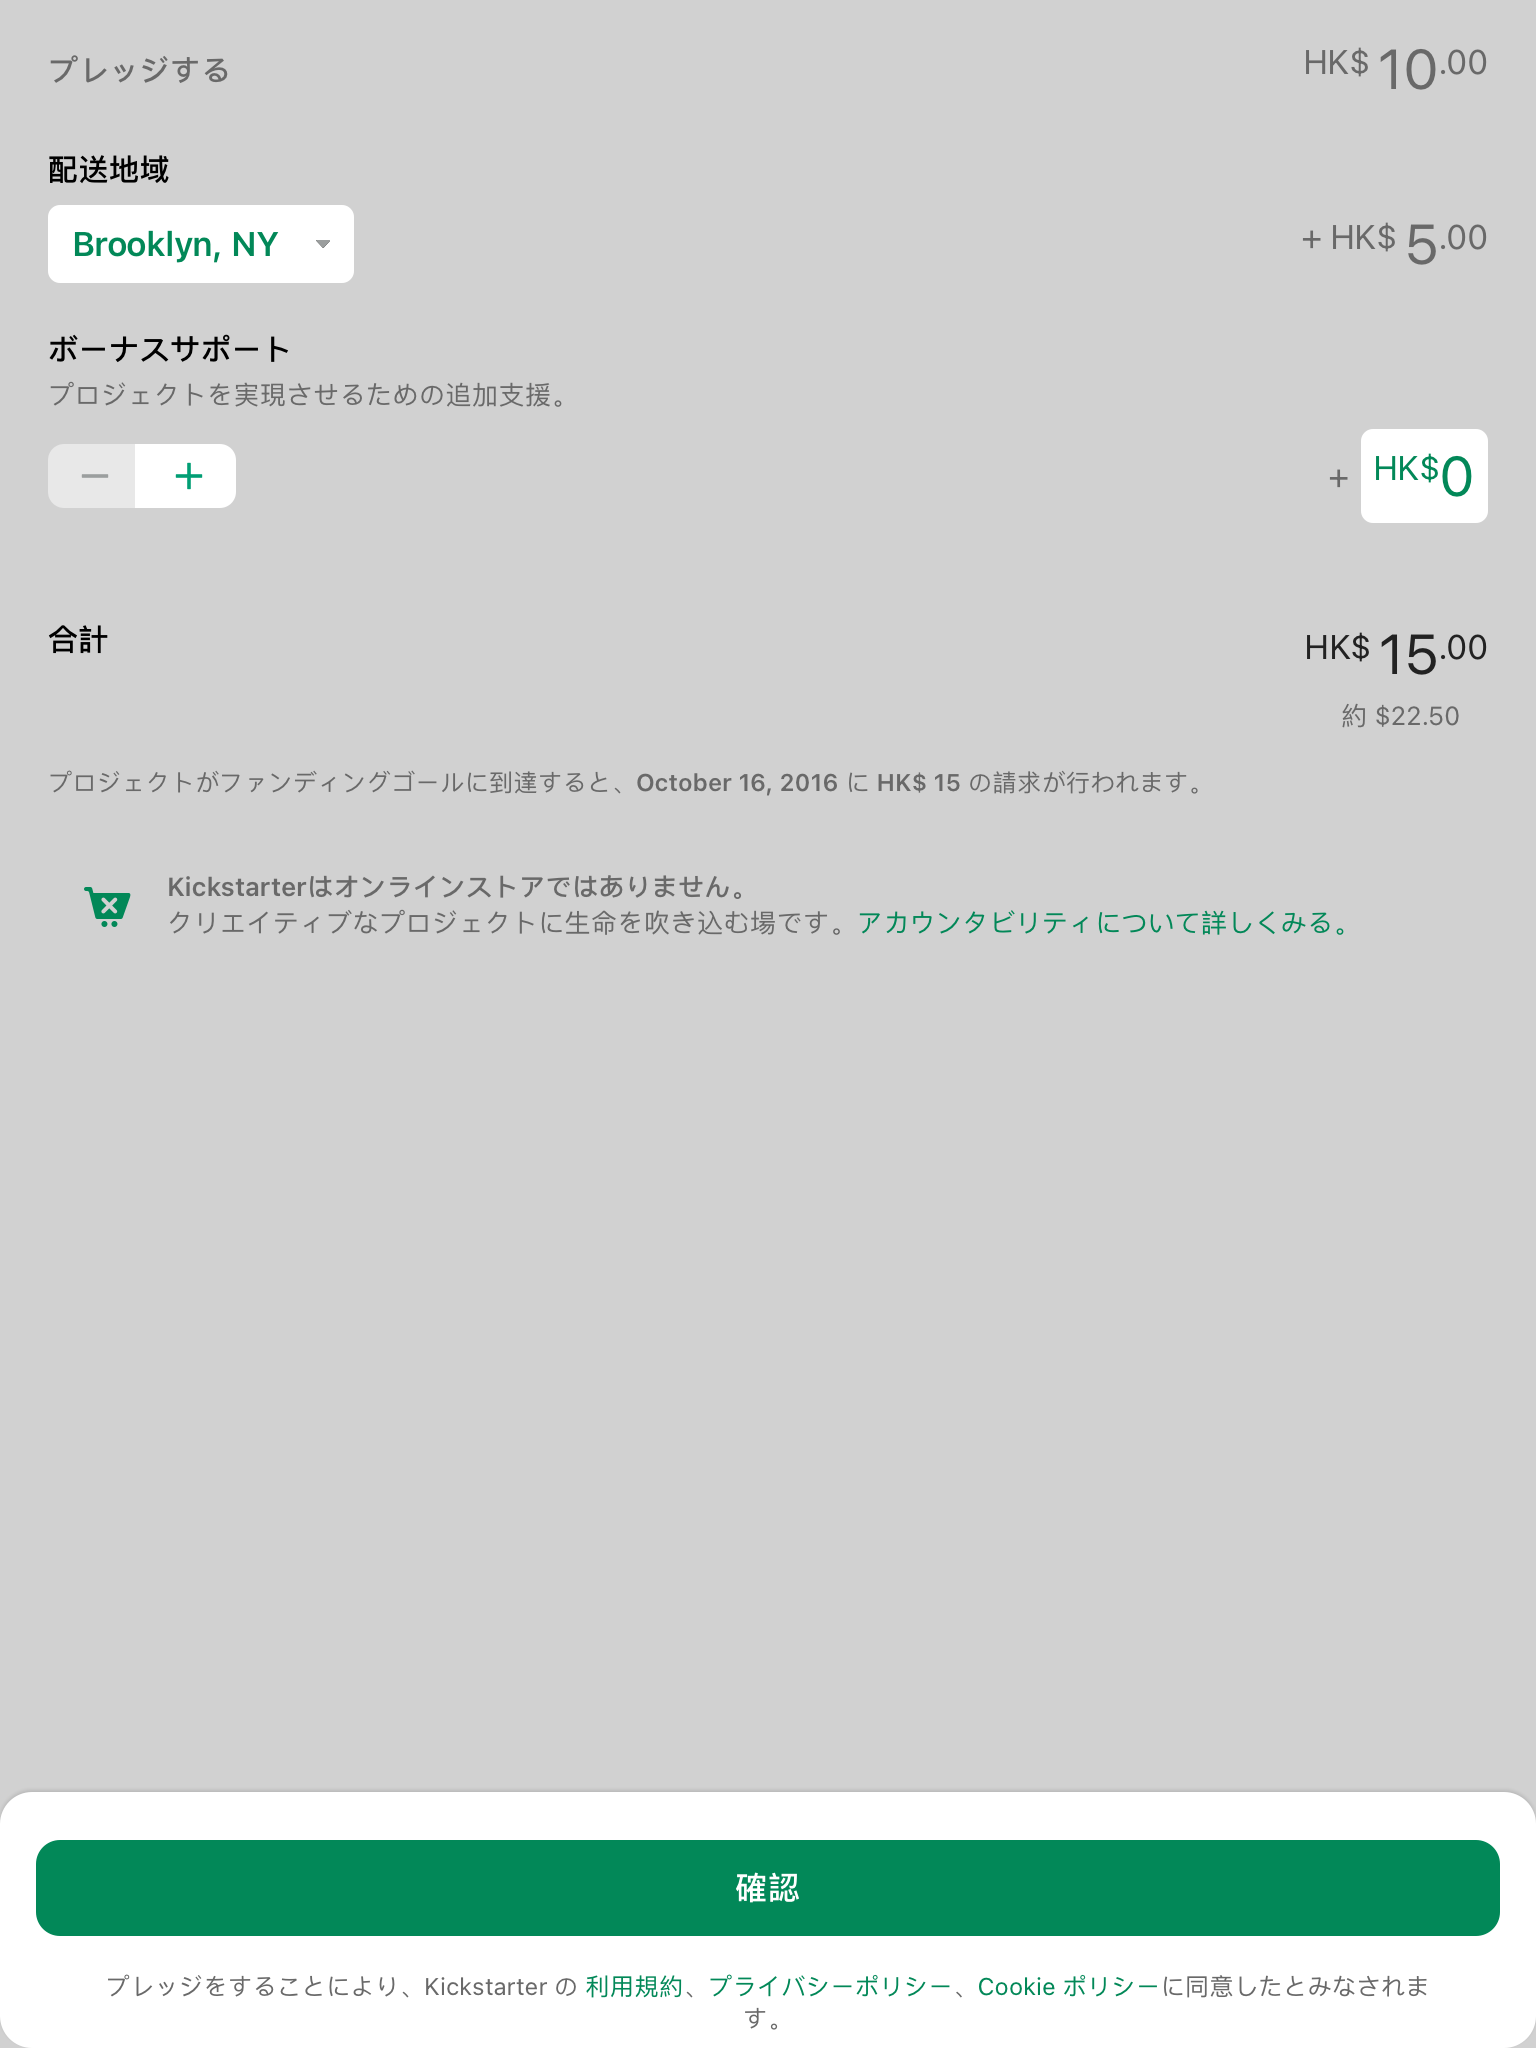 プレッジする HK$ 10.00
配送地域
Brooklyn, NY + HK$ 5.00
ボーナスサポート
プロジェクトを実現させるための追加支援。
− + + HK$0
合計 HK$ 15.00
約 $22.50
プロジェクトがファンディングゴールに到達すると、October 16, 2016 に HK$ 15 の請求が行われます。
Kickstarterはオンラインストアではありません。
クリエイティブなプロジェクトに生命を吹き込む場です。アカウンタビリティについて詳しくみる。
確認
プレッジをすることにより、Kickstarter の 利用規約、プライバシーポリシー、Cookie ポリシーに同意したとみなされま
す。